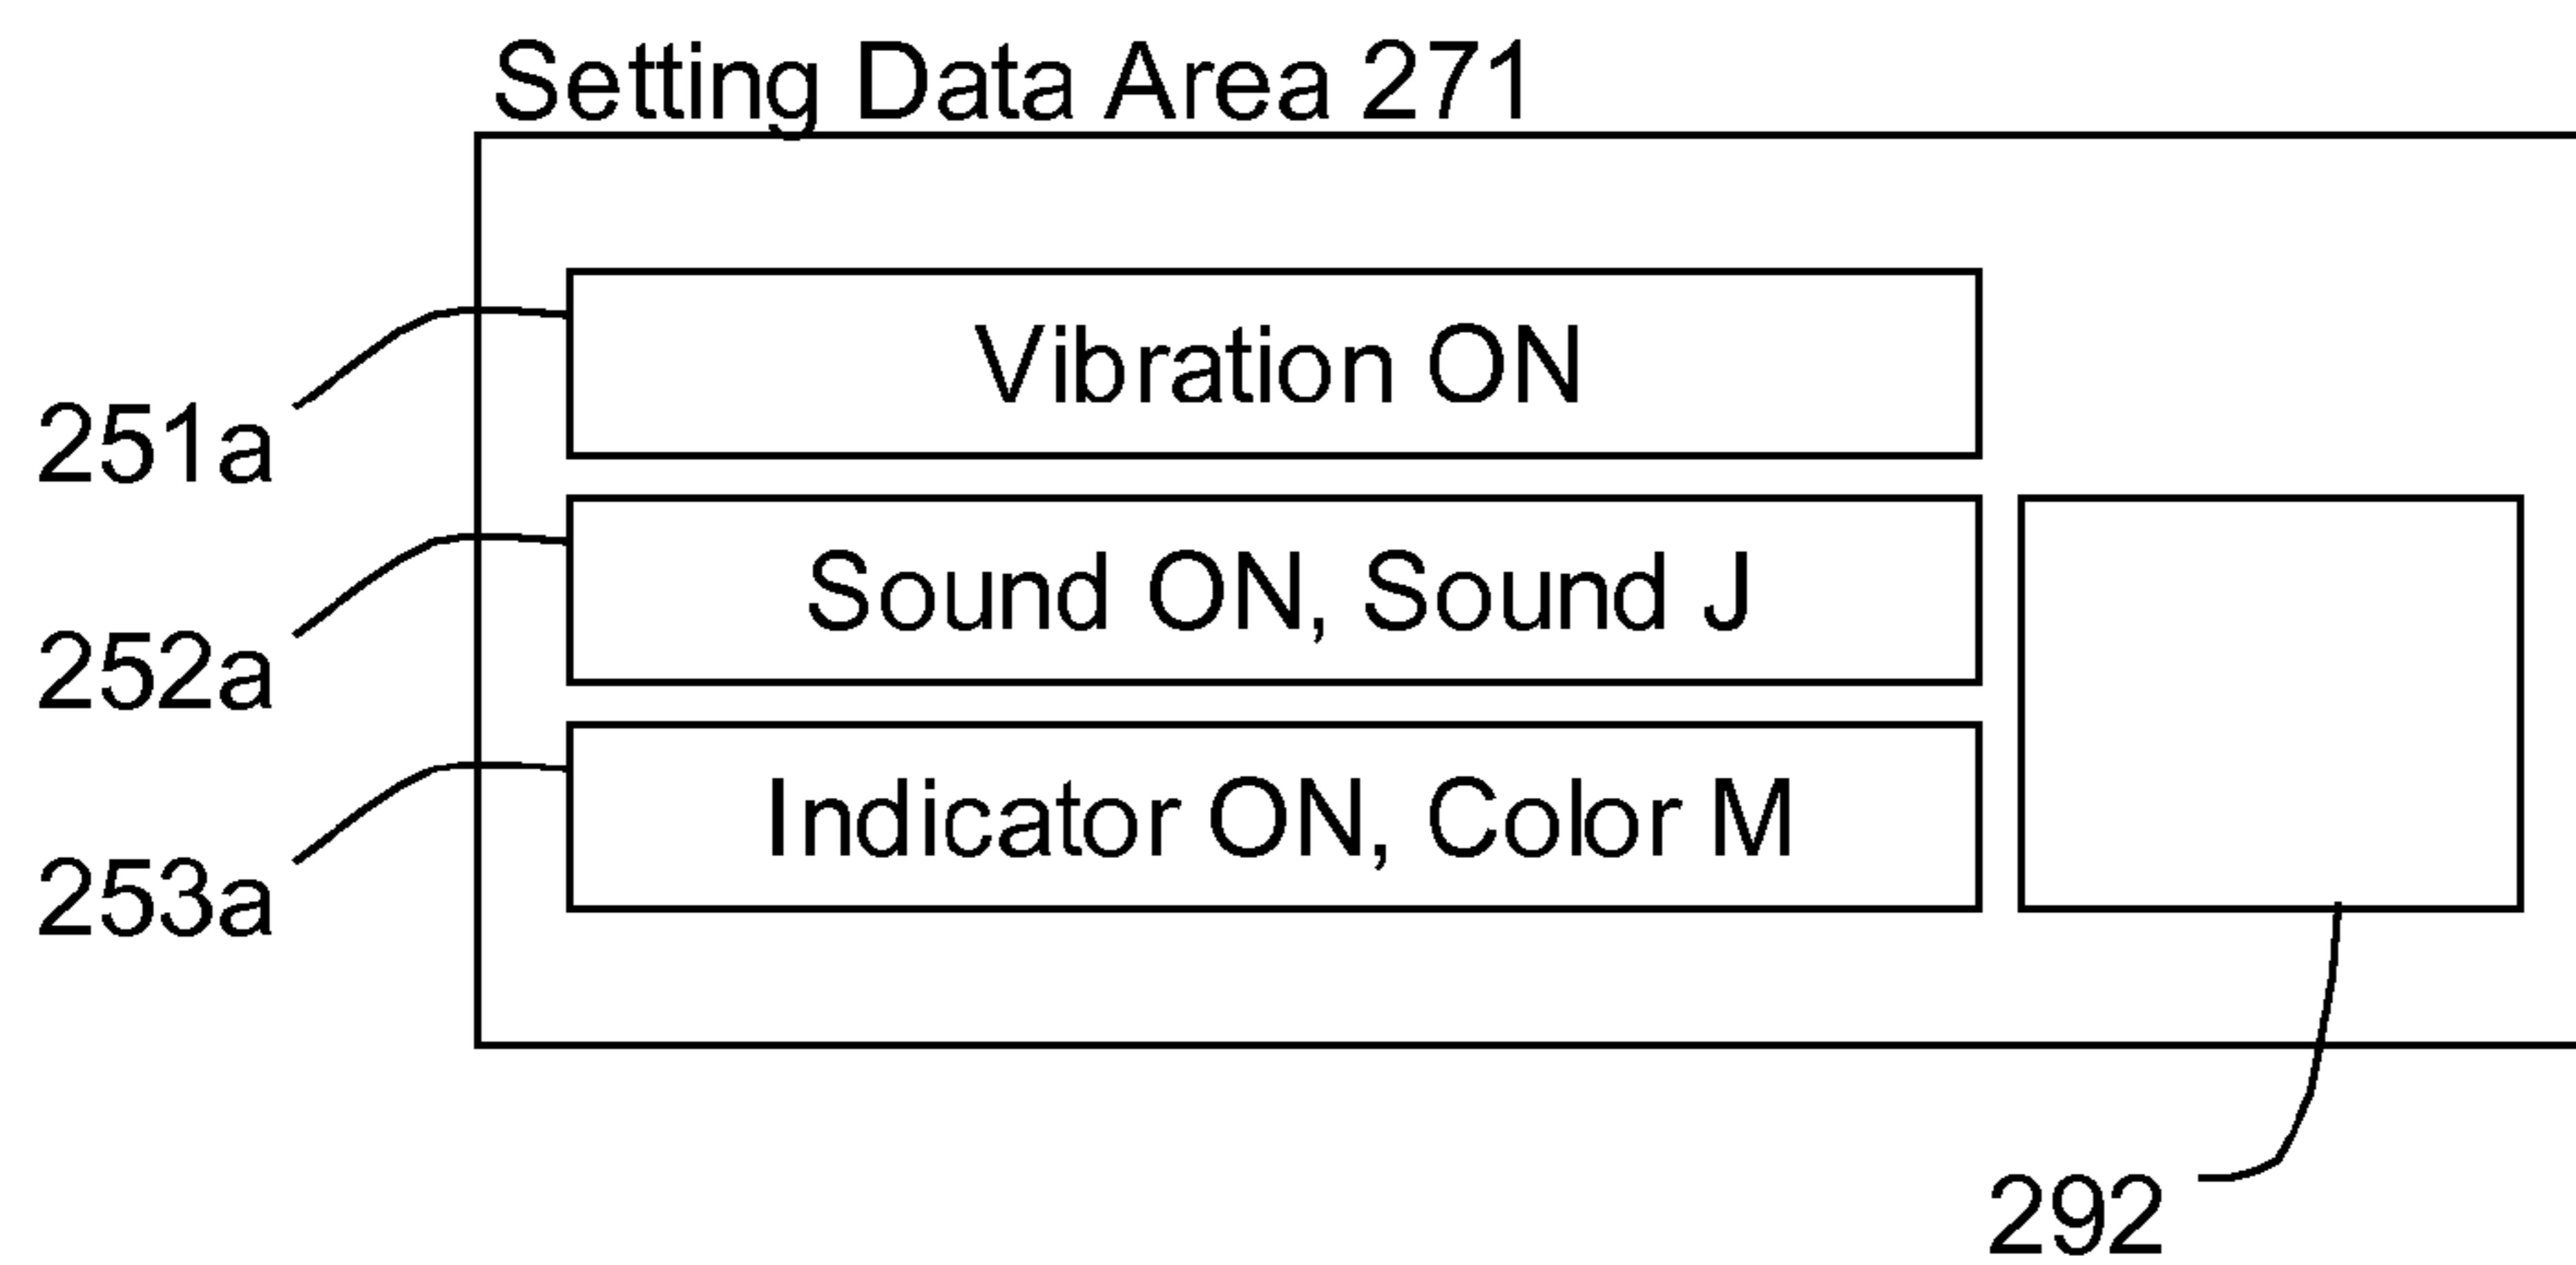 Setting Data Area 271
Vibration ON
251a
Sound ON, Sound J
252a
Indicator ON, Color M
253a
292